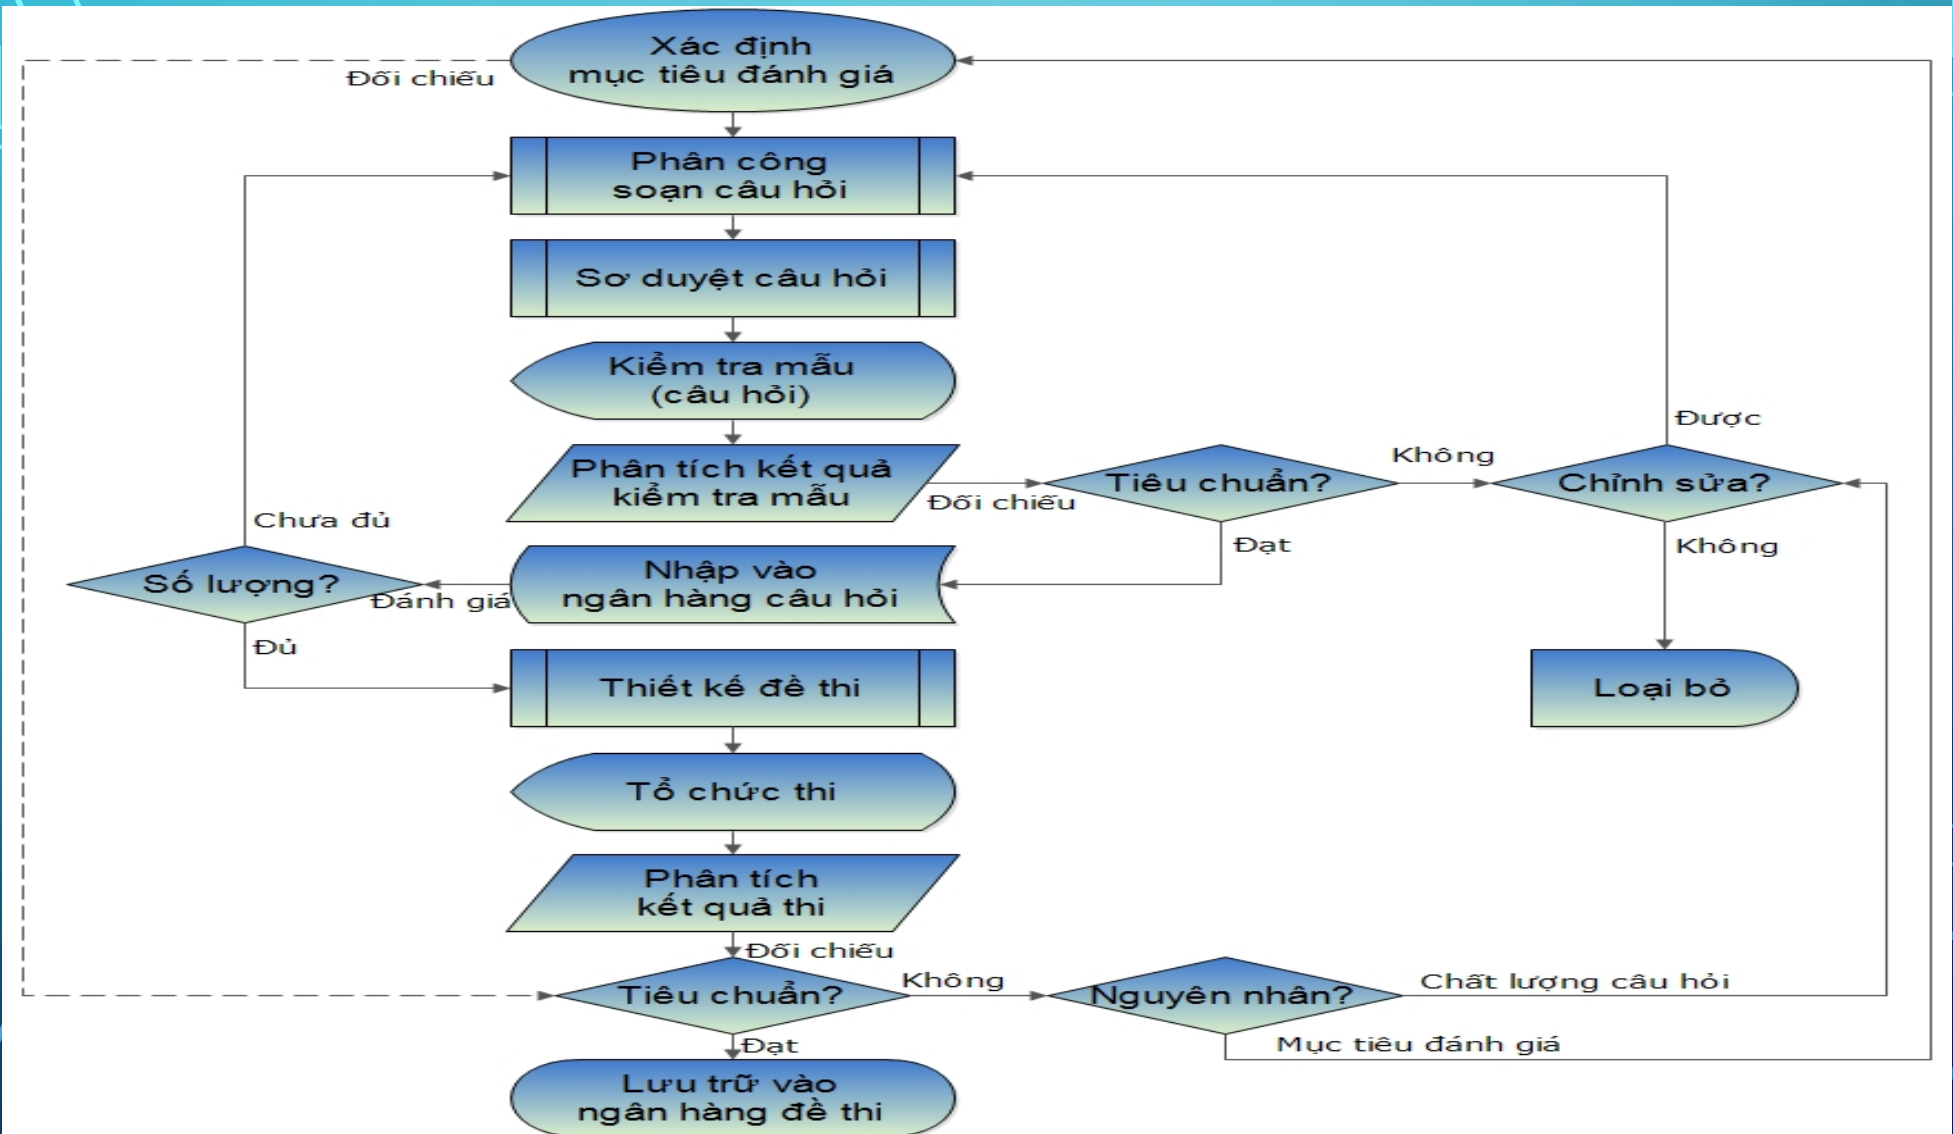 Xác định
mục tiêu đánh giá
Đối chiếu
Phân công
soạn câu hỏi
Sơ duyệt câu hỏi
Kiểm tra mẫu
(câu hỏi)
Được
Phân tích kết quả
kiểm tra mẫu
Đối chiếu
Tiêu chuẩn?
Không
Chỉnh sửa?
Chưa đủ
Đạt
Không
Số lượng?
Đánh giá
Nhập vào
ngân hàng câu hỏi
Đủ
Thiết kế đề thi
Loại bỏ
Tổ chức thi
Phân tích
kết quả thi
Đối chiếu
Tiêu chuẩn?
Không
Nguyên nhân?
Chất lượng câu hỏi
Đạt
Mục tiêu đánh giá
Lưu trữ vào
ngân hàng đề thi